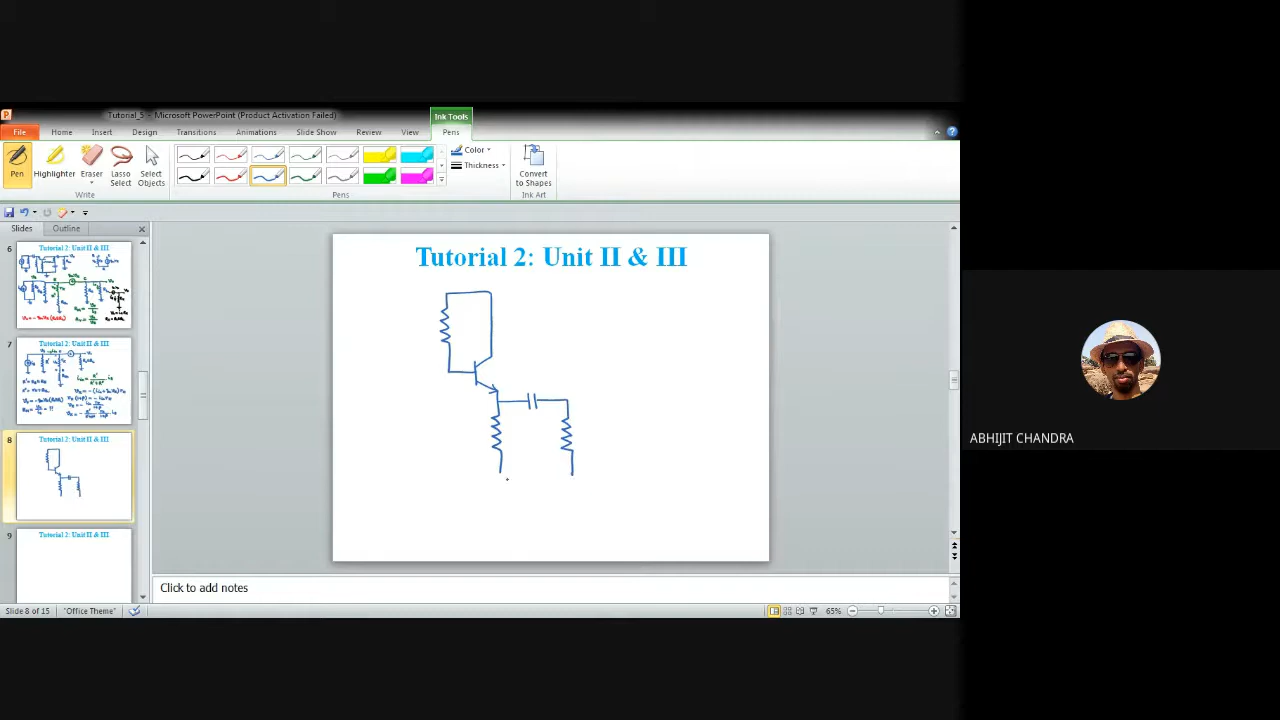 Tutorial_5 - Microsoft PowerPoint (Product Activation Failed)
Ink Tools
File Home Insert Design Transitions Animations Slide Show Review View Pens
Pen Highlighter Eraser Lasso Select Select Objects
Color
Thickness
Convert to Shapes
Write Pens Ink Art
Slides Outline
6 Tutorial 2: Unit II & III
7 Tutorial 2: Unit II & III
8 Tutorial 2: Unit II & III
9 Tutorial 2: Unit II & III
Tutorial 2: Unit II & III
ABHIJIT CHANDRA
Click to add notes
Slide 8 of 15 "Office Theme" 65%